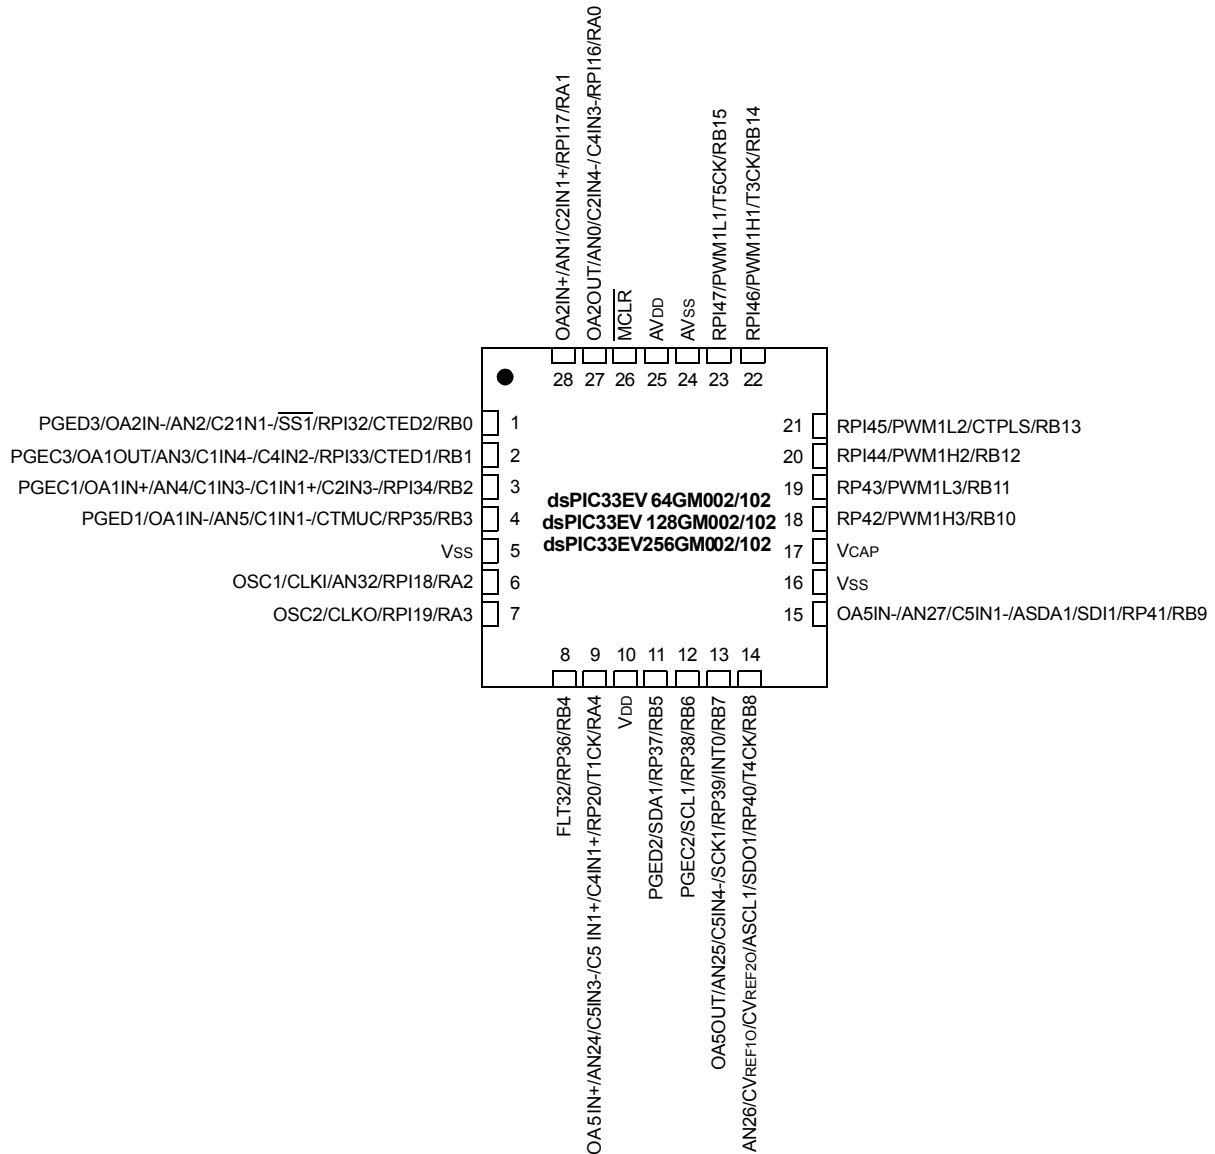 OA2IN+/AN1/C2IN1+/RPI17/RA1
OA2OUT/AN0/C2IN4-/C4IN3-/RPI16/RA0
MCLR
AVDD
AVSS
RPI47/PWM1L1/T5CK/RB15
RPI46/PWM1H1/T3CK/RB14
28 27 26 25 24 23 22
PGED3/OA2IN-/AN2/C21N1-/SS1/RPI32/CTED2/RB0 1
PGEC3/OA1OUT/AN3/C1IN4-/C4IN2-/RPI33/CTED1/RB1 2
PGEC1/OA1IN+/AN4/C1IN3-/C1IN1+/C2IN3-/RPI34/RB2 3
PGED1/OA1IN-/AN5/C1IN1-/CTMUC/RP35/RB3 4
VSS 5
OSC1/CLKI/AN32/RPI18/RA2 6
OSC2/CLKO/RPI19/RA3 7
dsPIC33EV 64GM002/102
dsPIC33EV 128GM002/102
dsPIC33EV256GM002/102
21 RPI45/PWM1L2/CTPLS/RB13
20 RPI44/PWM1H2/RB12
19 RP43/PWM1L3/RB11
18 RP42/PWM1H3/RB10
17 VCAP
16 VSS
15 OA5IN-/AN27/C5IN1-/ASDA1/SDI1/RP41/RB9
8 9 10 11 12 13 14
FLT32/RP36/RB4
OA5IN+/AN24/C5IN3-/C5 IN1+/C4IN1+/RP20/T1CK/RA4
VDD
PGED2/SDA1/RP37/RB5
PGEC2/SCL1/RP38/RB6
OA5OUT/AN25/C5IN4-/SCK1/RP39/INT0/RB7
AN26/CVREF1O/CVREF2O/ASCL1/SDO1/RP40/T4CK/RB8